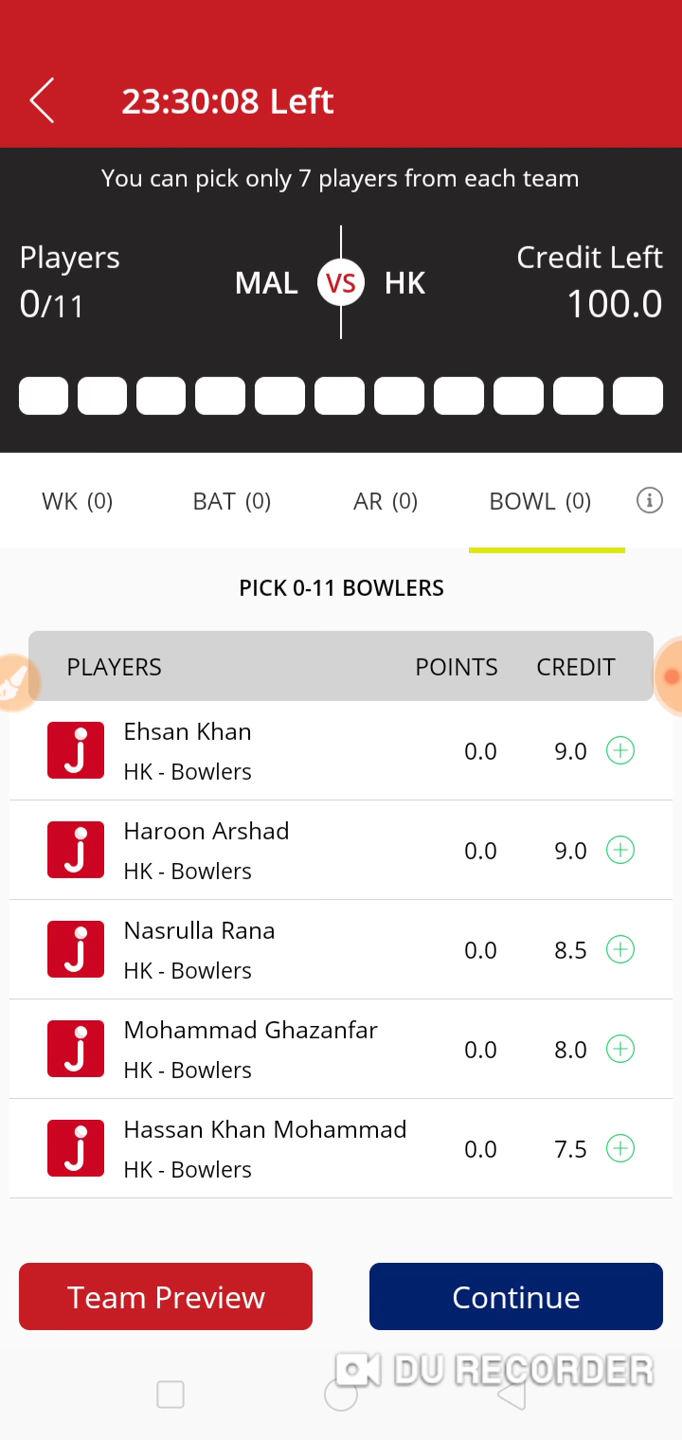 23:30:08 Left
You can pick only 7 players from each team
Players
0/11
MAL VS HK
Credit Left
100.0
WK (0) BAT (0) AR (0) BOWL (0) i
PICK 0-11 BOWLERS
PLAYERS POINTS CREDIT
Ehsan Khan
HK - Bowlers
0.0 9.0
Haroon Arshad
HK - Bowlers
0.0 9.0
Nasrulla Rana
HK - Bowlers
0.0 8.5
Mohammad Ghazanfar
HK - Bowlers
0.0 8.0
Hassan Khan Mohammad
HK - Bowlers
0.0 7.5
Team Preview Continue
DU RECORDER